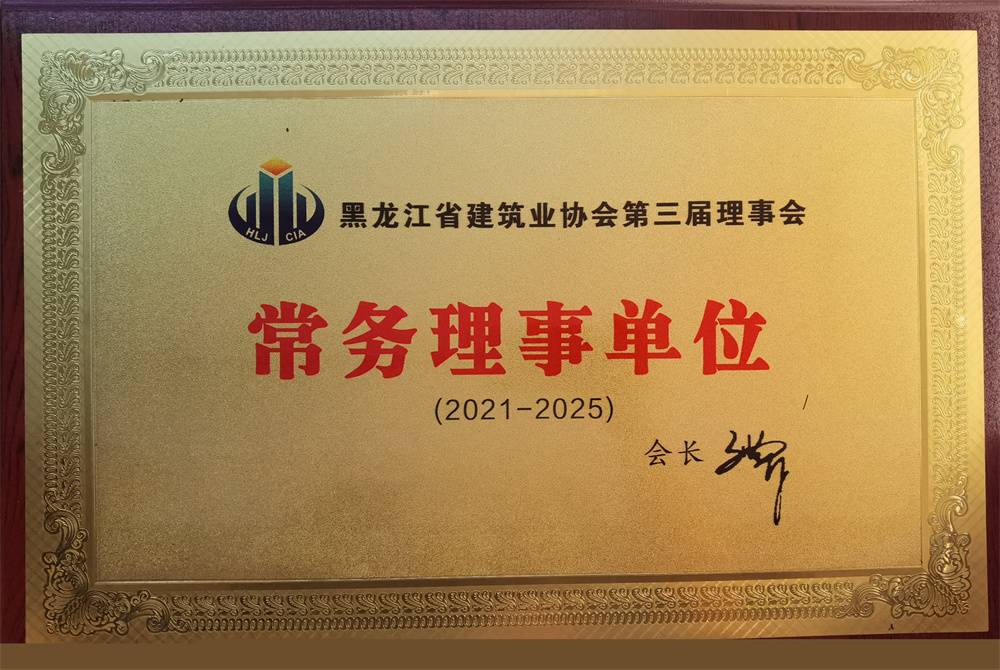 HLJ CIA
黑龙江省建筑业协会第三届理事会
常务理事单位
(2021-2025)
会长